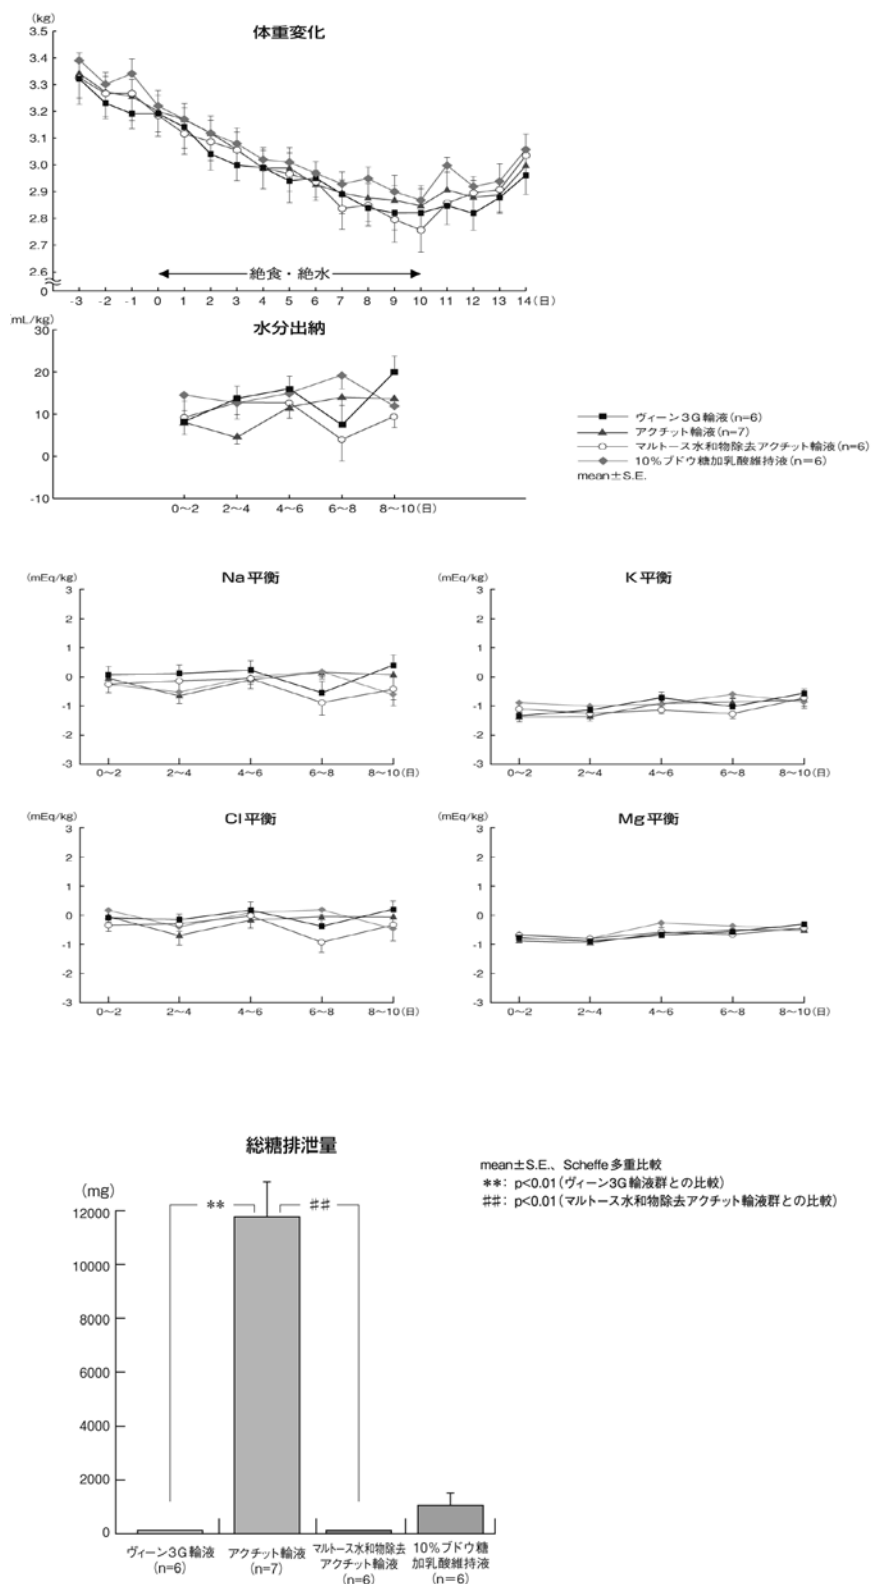 体重変化
(kg)
3.4
3.3
3.2
3.1
3.0
2.9
2.8
2.7
2.6
0
絶食・絶水
-3 -2 -1 0 1 2 3 4 5 6 7 8 9 10 11 12 13 14(日)
水分出納
mL/kg)
30
20
10
0
-10
0〜2 2〜4 4〜6 6〜8 8〜10(日)
ヴィーン3G輸液(n=6)
アクチット輸液(n=7)
マルトース水和物除去アクチット輸液(n=6)
10%ブドウ糖加乳酸維持液(n=6)
mean±S.E.
Na平衡
(mEq/kg)
3
2
1
0
-1
-2
-3
0〜2 2〜4 4〜6 6〜8 8〜10(日)
K平衡
(mEq/kg)
3
2
1
0
-1
-2
-3
0〜2 2〜4 4〜6 6〜8 8〜10(日)
Cl平衡
(mEq/kg)
3
2
1
0
-1
-2
-3
0〜2 2〜4 4〜6 6〜8 8〜10(日)
Mg平衡
(mEq/kg)
3
2
1
0
-1
-2
-3
0〜2 2〜4 4〜6 6〜8 8〜10(日)
総糖排泄量
mean±S.E.、Scheffe多重比較
**: p<0.01(ヴィーン3G輸液群との比較)
##: p<0.01(マルトース水和物除去アクチット輸液群との比較)
(mg)
** ##
12000
10000
8000
6000
4000
2000
0
ヴィーン3G輸液
(n=6)
アクチット輸液
(n=7)
マルトース水和物除去
アクチット輸液
(n=6)
10%ブドウ糖
加乳酸維持液
(n=6)